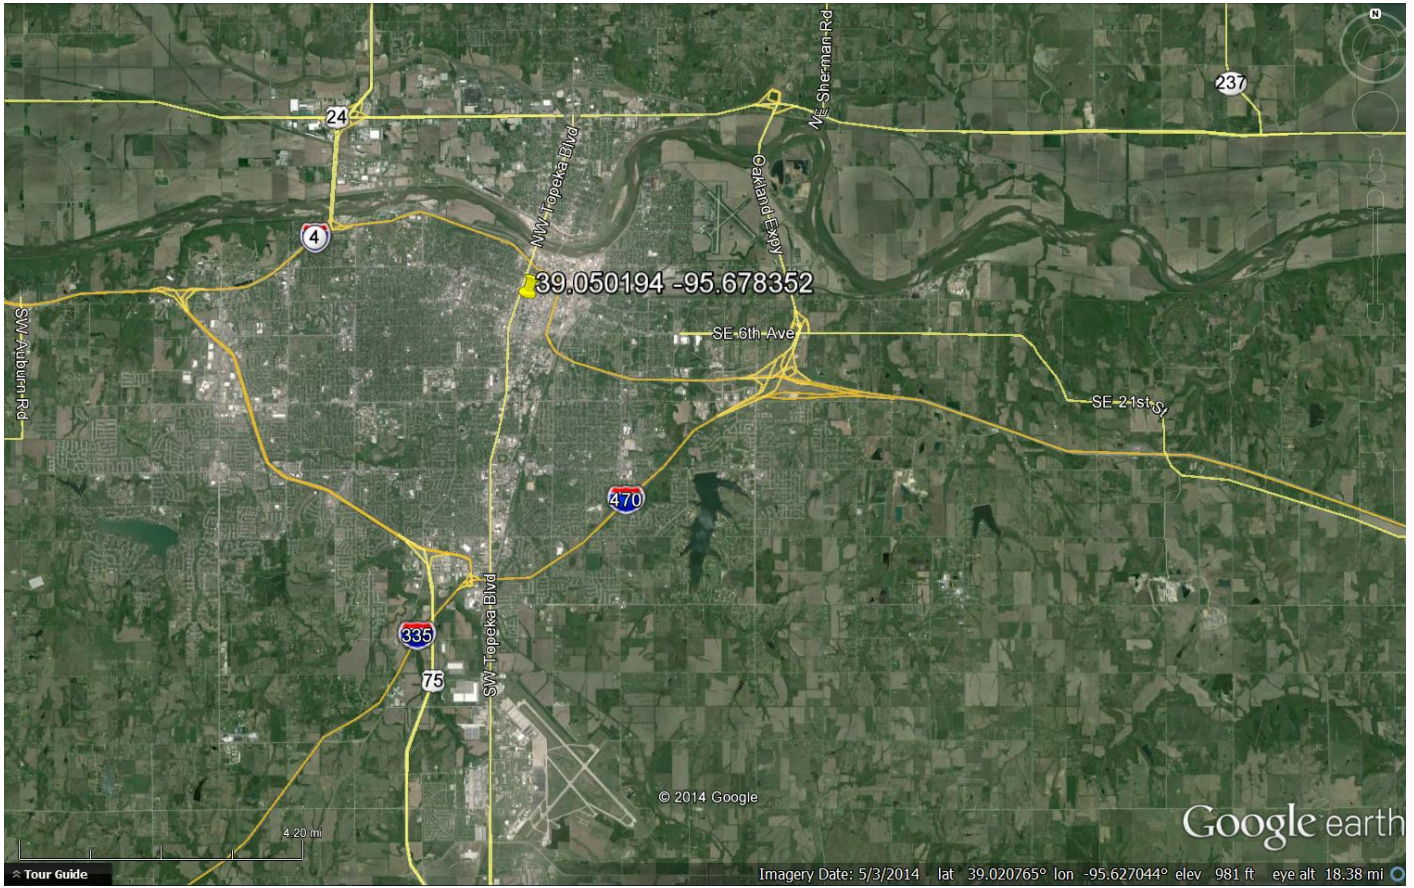 N
NE Sherman Rd
237
24
NW Topeka Blvd
Oakland Expy
4
39.050194 -95.678352
SW Auburn Rd
SE 6th Ave
SE 21st St
470
SW Topeka Blvd
335
75
© 2014 Google
Google earth
4.20 mi
Tour Guide
Imagery Date: 5/3/2014 lat 39.020765° lon -95.627044° elev 981 ft eye alt 18.38 mi